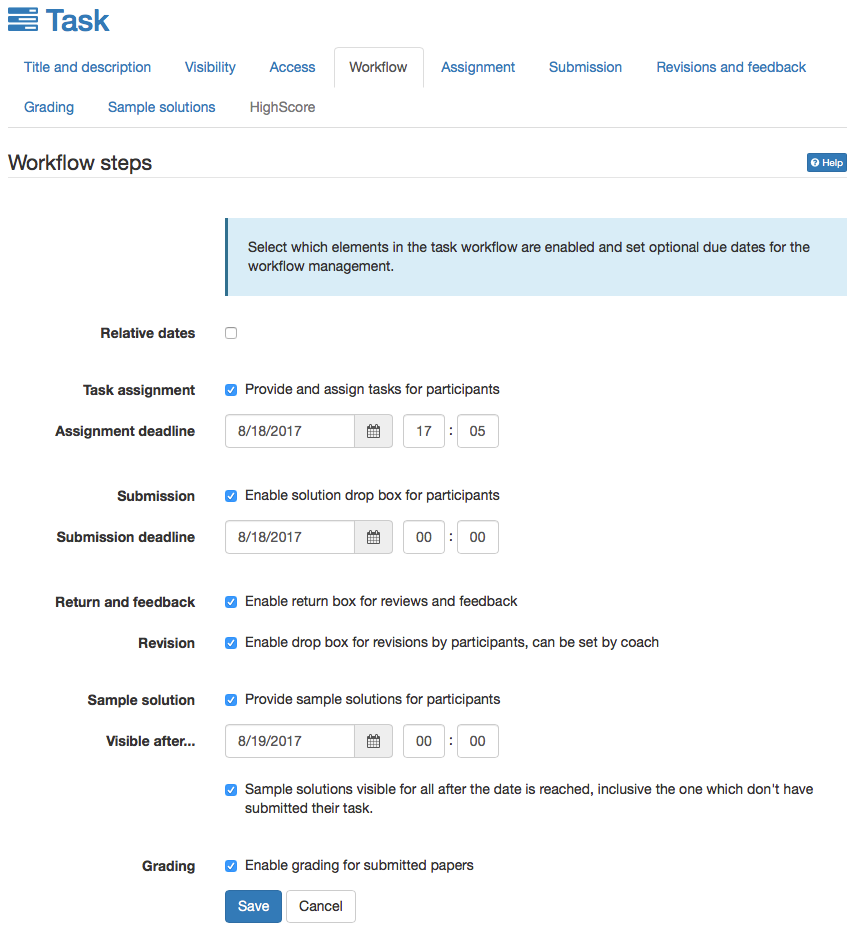 Task
Title and description Visibility Access Workflow Assignment Submission Revisions and feedback
Grading Sample solutions HighScore
Workflow steps Help
Select which elements in the task workflow are enabled and set optional due dates for the
workflow management.
Relative dates
Task assignment Provide and assign tasks for participants
Assignment deadline 8/18/2017 17 : 05
Submission Enable solution drop box for participants
Submission deadline 8/18/2017 00 : 00
Return and feedback Enable return box for reviews and feedback
Revision Enable drop box for revisions by participants, can be set by coach
Sample solution Provide sample solutions for participants
Visible after... 8/19/2017 00 : 00
Sample solutions visible for all after the date is reached, inclusive the one which don't have
submitted their task.
Grading Enable grading for submitted papers
Save Cancel